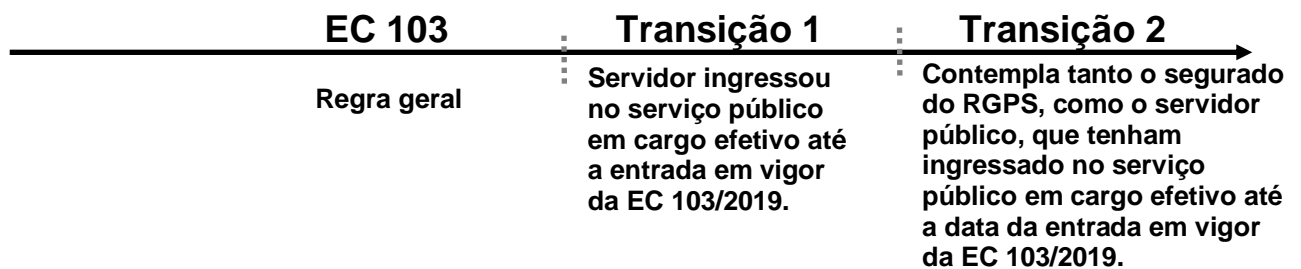 EC 103
Transição 1
Transição 2
Regra geral
Servidor ingressou
no serviço público
em cargo efetivo até
a entrada em vigor
da EC 103/2019.
Contempla tanto o segurado
do RGPS, como o servidor
público, que tenham
ingressado no serviço
público em cargo efetivo até
a data da entrada em vigor
da EC 103/2019.